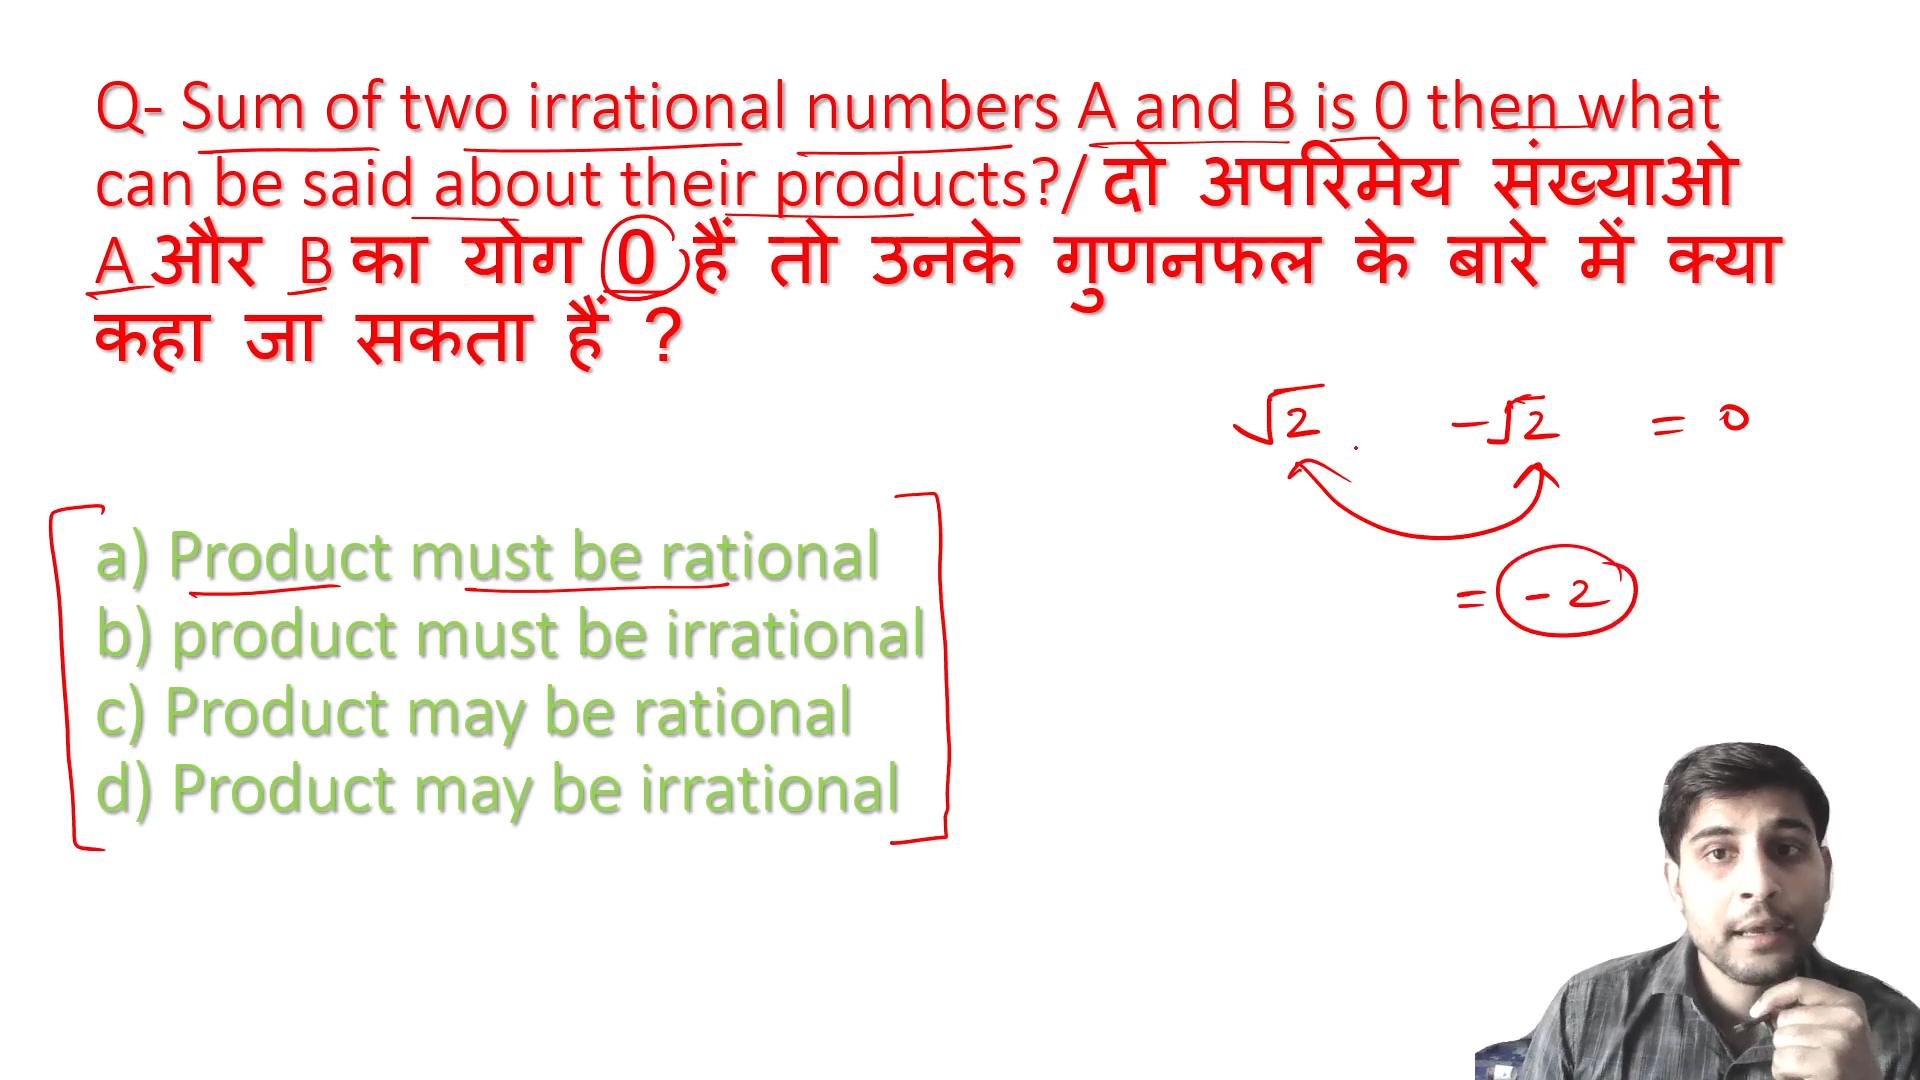 Q- Sum of two irrational numbers A and B is 0 then what
can be said about their products?/ दो अपरिमेय संख्याओ
A और B का योग 0 हैं तो उनके गुणनफल के बारे में क्या
कहा जा सकता हैं ?
√2 . -√2 = 0
= -2
a) Product must be rational
b) product must be irrational
c) Product may be rational
d) Product may be irrational